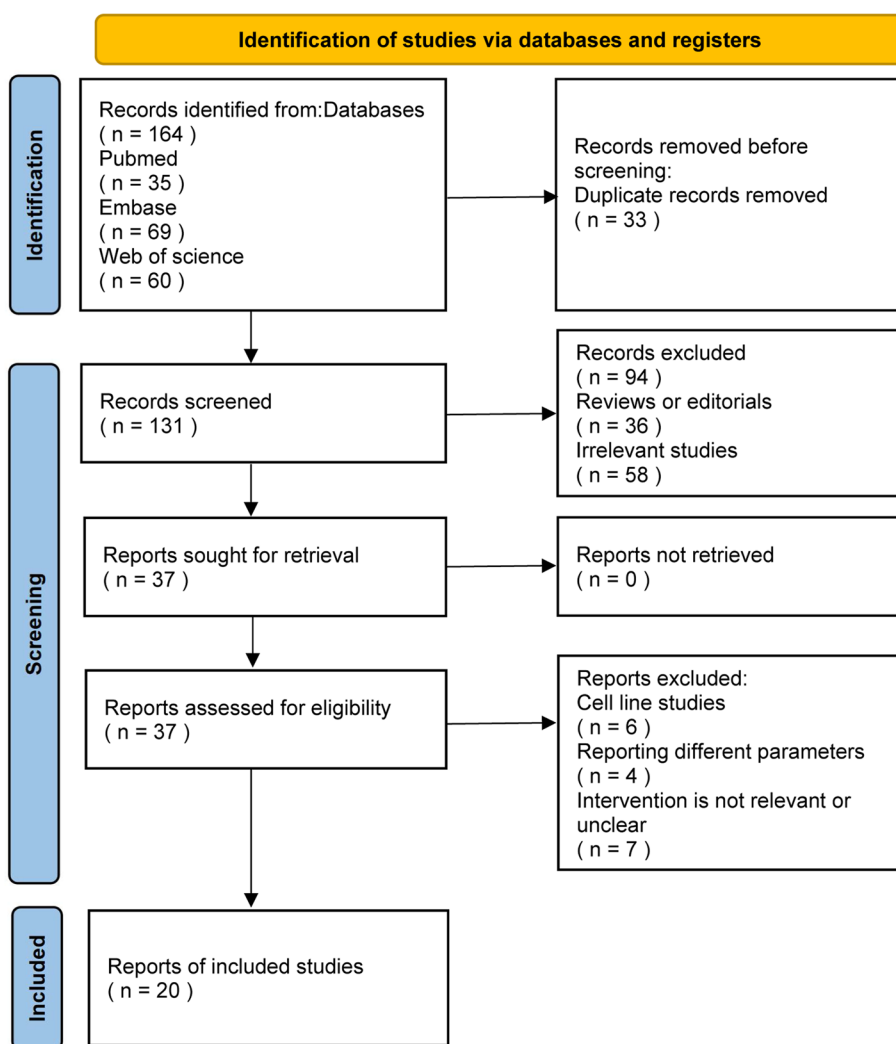 Identification of studies via databases and registers
Identification
Records identified from:Databases
( n = 164 )
Pubmed
( n = 35 )
Embase
( n = 69 )
Web of science
( n = 60 )
Records removed before
screening:
Duplicate records removed
( n = 33 )
Screening
Records screened
( n = 131 )
Records excluded
( n = 94 )
Reviews or editorials
( n = 36 )
Irrelevant studies
( n = 58 )
Reports sought for retrieval
( n = 37 )
Reports not retrieved
( n = 0 )
Reports assessed for eligibility
( n = 37 )
Reports excluded:
Cell line studies
( n = 6 )
Reporting different parameters
( n = 4 )
Intervention is not relevant or
unclear
( n = 7 )
Included
Reports of included studies
( n = 20 )